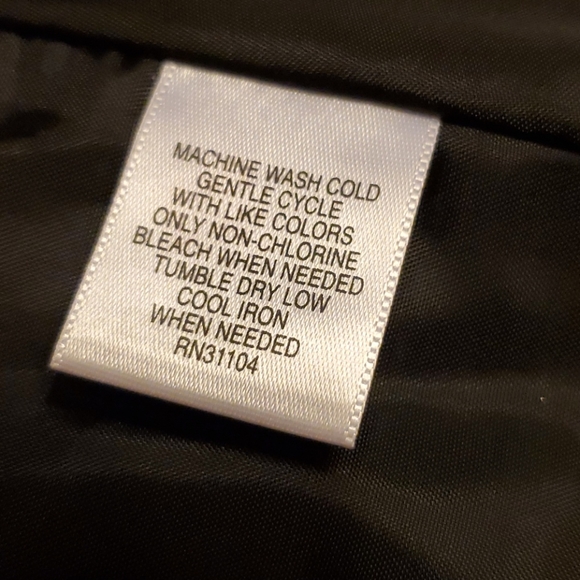 MACHINE WASH COLD
GENTLE CYCLE
WITH LIKE COLORS
ONLY NON-CHLORINE
BLEACH WHEN NEEDED
TUMBLE DRY LOW
COOL IRON
WHEN NEEDED
RN31104